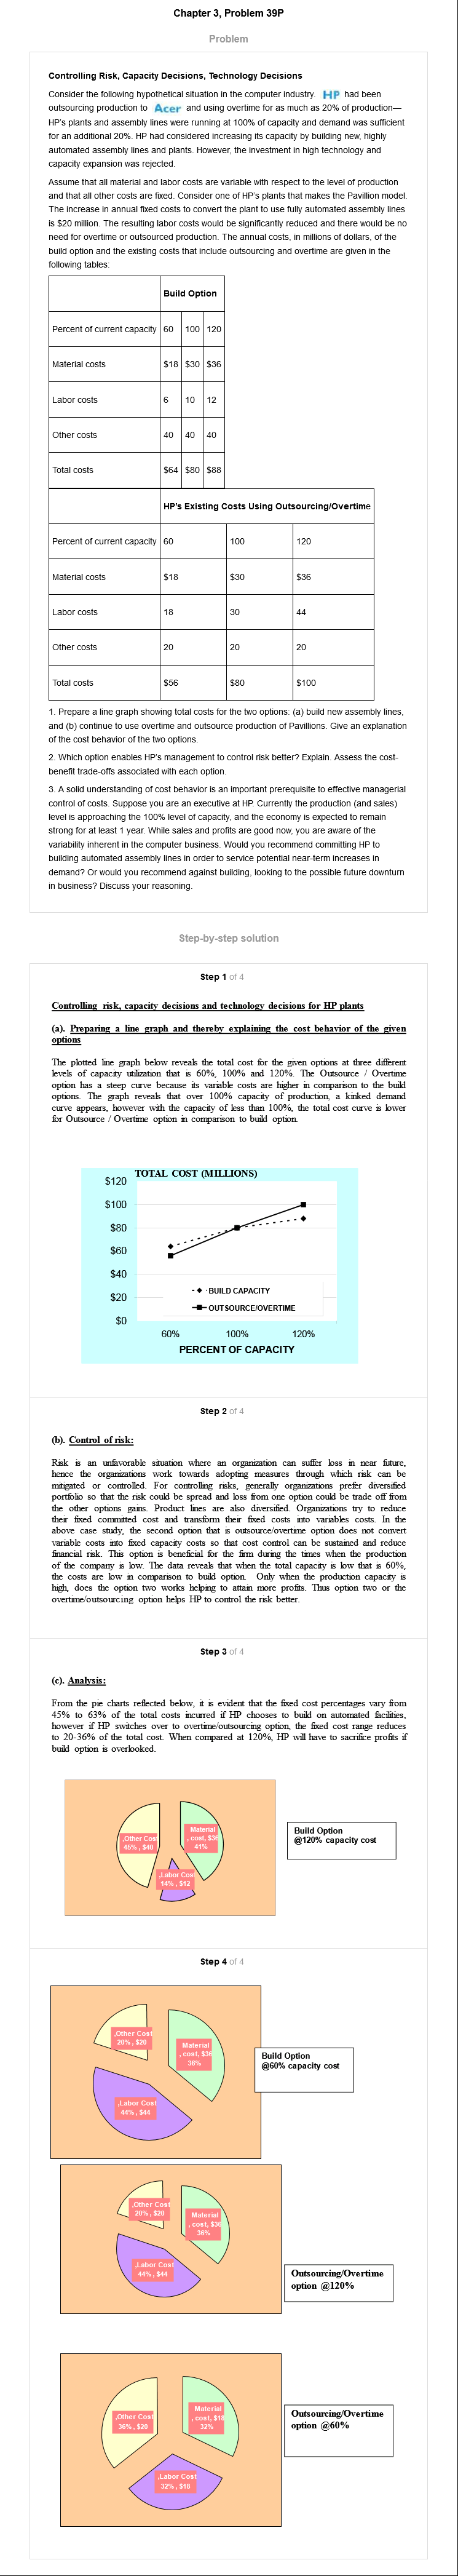 Chapter 3, Problem 39P
Problem
Controlling Risk, Capacity Decisions, Technology Decisions
Consider the following hypothetical situation in the computer industry. HP had been
outsourcing production to Acer and using overtime for as much as 20% of production—
HP's plants and assembly lines were running at 100% of capacity and demand was sufficient
for an additional 20%. HP had considered increasing its capacity by building new, highly
automated assembly lines and plants. However, the investment in high technology and
capacity expansion was rejected.
Assume that all material and labor costs are variable with respect to the level of production
and that all other costs are fixed. Consider one of HP's plants that makes the Pavillion model.
The increase in annual fixed costs to convert the plant to use fully automated assembly lines
is $20 million. The resulting labor costs would be significantly reduced and there would be no
need for overtime or outsourced production. The annual costs, in millions of dollars, of the
build option and the existing costs that include outsourcing and overtime are given in the
following tables:
Build Option
Percent of current capacity 60 100 120
Material costs $18 $30 $36
Labor costs 6 10 12
Other costs 40 40 40
Total costs $64 $80 $88
HP's Existing Costs Using Outsourcing/Overtime
Percent of current capacity 60 100 120
Material costs $18 $30 $36
Labor costs 18 30 44
Other costs 20 20 20
Total costs $56 $80 $100
1. Prepare a line graph showing total costs for the two options: (a) build new assembly lines,
and (b) continue to use overtime and outsource production of Pavillions. Give an explanation
of the cost behavior of the two options.
2. Which option enables HP's management to control risk better? Explain. Assess the cost-
benefit trade-offs associated with each option.
3. A solid understanding of cost behavior is an important prerequisite to effective managerial
control of costs. Suppose you are an executive at HP. Currently the production (and sales)
level is approaching the 100% level of capacity, and the economy is expected to remain
strong for at least 1 year. While sales and profits are good now, you are aware of the
variability inherent in the computer business. Would you recommend committing HP to
building automated assembly lines in order to service potential near-term increases in
demand? Or would you recommend against building, looking to the possible future downturn
in business? Discuss your reasoning.
Step-by-step solution
Step 1 of 4
Controlling risk, capacity decisions and technology decisions for HP plants
(a). Preparing a line graph and thereby explaining the cost behavior of the given
options
The plotted line graph below reveals the total cost for the given options at three different
levels of capacity utilization that is 60%, 100% and 120%. The Outsource / Overtime
option has a steep curve because its variable costs are higher in comparison to the build
options. The graph reveals that over 100% capacity of production, a kinked demand
curve appears, however with the capacity of less than 100%, the total cost curve is lower
for Outsource / Overtime option in comparison to build option.
TOTAL COST (MILLIONS)
$120
$100
$80
$60
$40
$20
$0
BUILD CAPACITY
OUTSOURCE/OVERTIME
60% 100% 120%
PERCENT OF CAPACITY
Step 2 of 4
(b). Control of risk:
Risk is an unfavorable situation where an organization can suffer loss in near future,
hence the organizations work towards adopting measures through which risk can be
mitigated or controlled. For controlling risks, generally organizations prefer diversified
portfolio so that the risk could be spread and loss from one option could be trade off from
the other options gains. Product lines are also diversified. Organizations try to reduce
their fixed committed cost and transform their fixed costs into variables costs. In the
above case study, the second option that is outsource/overtime option does not convert
variable costs into fixed capacity costs so that cost control can be sustained and reduce
financial risk. This option is beneficial for the firm during the times when the production
of the company is low. The data reveals that when the total capacity is low that is 60%,
the costs are low in comparison to build option. Only when the production capacity is
high, does the option two works helping to attain more profits. Thus option two or the
overtime/outsourcing option helps HP to control the risk better.
Step 3 of 4
(c). Analysis:
From the pie charts reflected below, it is evident that the fixed cost percentages vary from
45% to 63% of the total costs incurred if HP chooses to build on automated facilities,
however if HP switches over to overtime/outsourcing option, the fixed cost range reduces
to 20-36% of the total cost. When compared at 120%, HP will have to sacrifice profits if
build option is overlooked.
,Other Cost
45% , $40
Material
, cost, $36
41%
,Labor Cost
14% , $12
Build Option
@120% capacity cost
Step 4 of 4
,Other Cost
20% , $20
Material
, cost, $36
36%
,Labor Cost
44% , $44
Build Option
@60% capacity cost
,Other Cost
20% , $20
Material
, cost, $36
36%
,Labor Cost
44% , $44
Outsourcing/Overtime
option @120%
,Other Cost
36% , $20
Material
, cost, $18
32%
,Labor Cost
32% , $18
Outsourcing/Overtime
option @60%